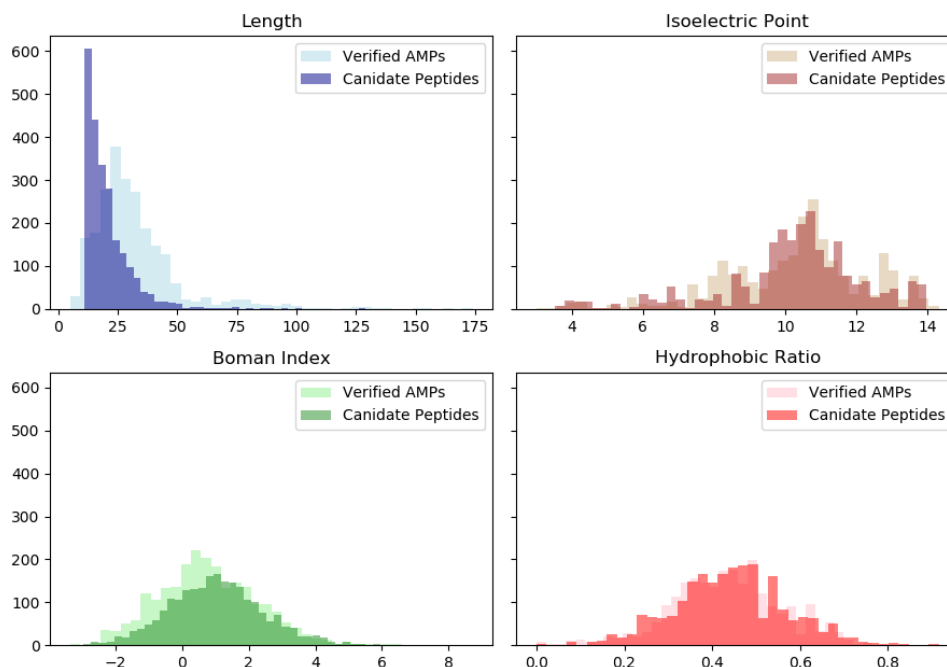 Length
Isoelectric Point
600
500
400
300
200
100
0
Verified AMPs
Canidate Peptides
0 25 50 75 100 125 150 175
Verified AMPs
Canidate Peptides
4 6 8 10 12 14
Boman Index
Hydrophobic Ratio
600
500
400
300
200
100
0
Verified AMPs
Canidate Peptides
−2 0 2 4 6 8
Verified AMPs
Canidate Peptides
0.0 0.2 0.4 0.6 0.8